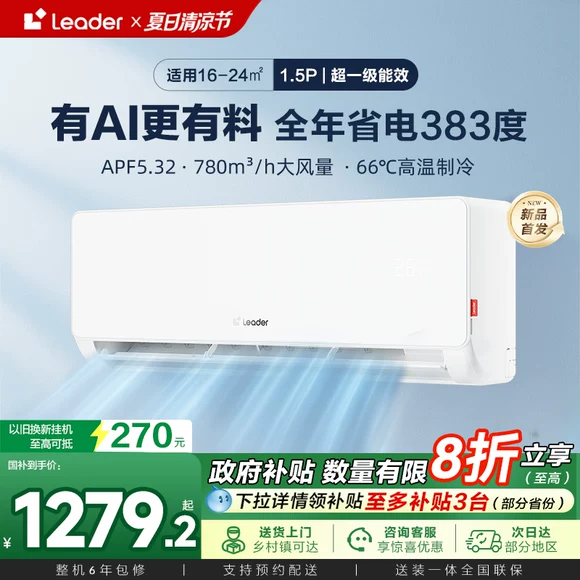 Leader × 夏日清凉节
适用16-24㎡ 1.5P|超一级能效
有AI更有料 全年省电383度
APF5.32·780m³/h大风量·66℃高温制冷
NEW
新品
首发
Leader
Leader
以旧换新挂机
至高可抵 270元
国补到手价:
¥1279.2起
政府补贴 数量有限 8折立享
(至高)
下拉详情领补贴 至多补贴3台(部分省份)
送货上门
乡村镇可达
咨询客服
享惊喜优惠
次日达
部分地区
整机6年包修 支持预约配送 送装一体全国联保